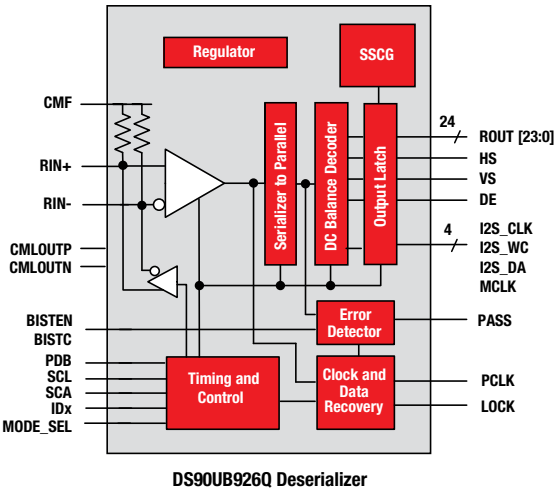 Regulator
SSCG
CMF
RIN+
RIN-
CMLOUTP
CMLOUTN
BISTEN
BISTC
PDB
SCL
SCA
IDx
MODE_SEL
Serializer to Parallel
DC Balance Decoder
Output Latch
Error
Detector
Timing and
Control
Clock and
Data
Recovery
24
ROUT [23:0]
HS
VS
DE
4
I2S_CLK
I2S_WC
I2S_DA
MCLK
PASS
PCLK
LOCK
DS90UB926Q Deserializer